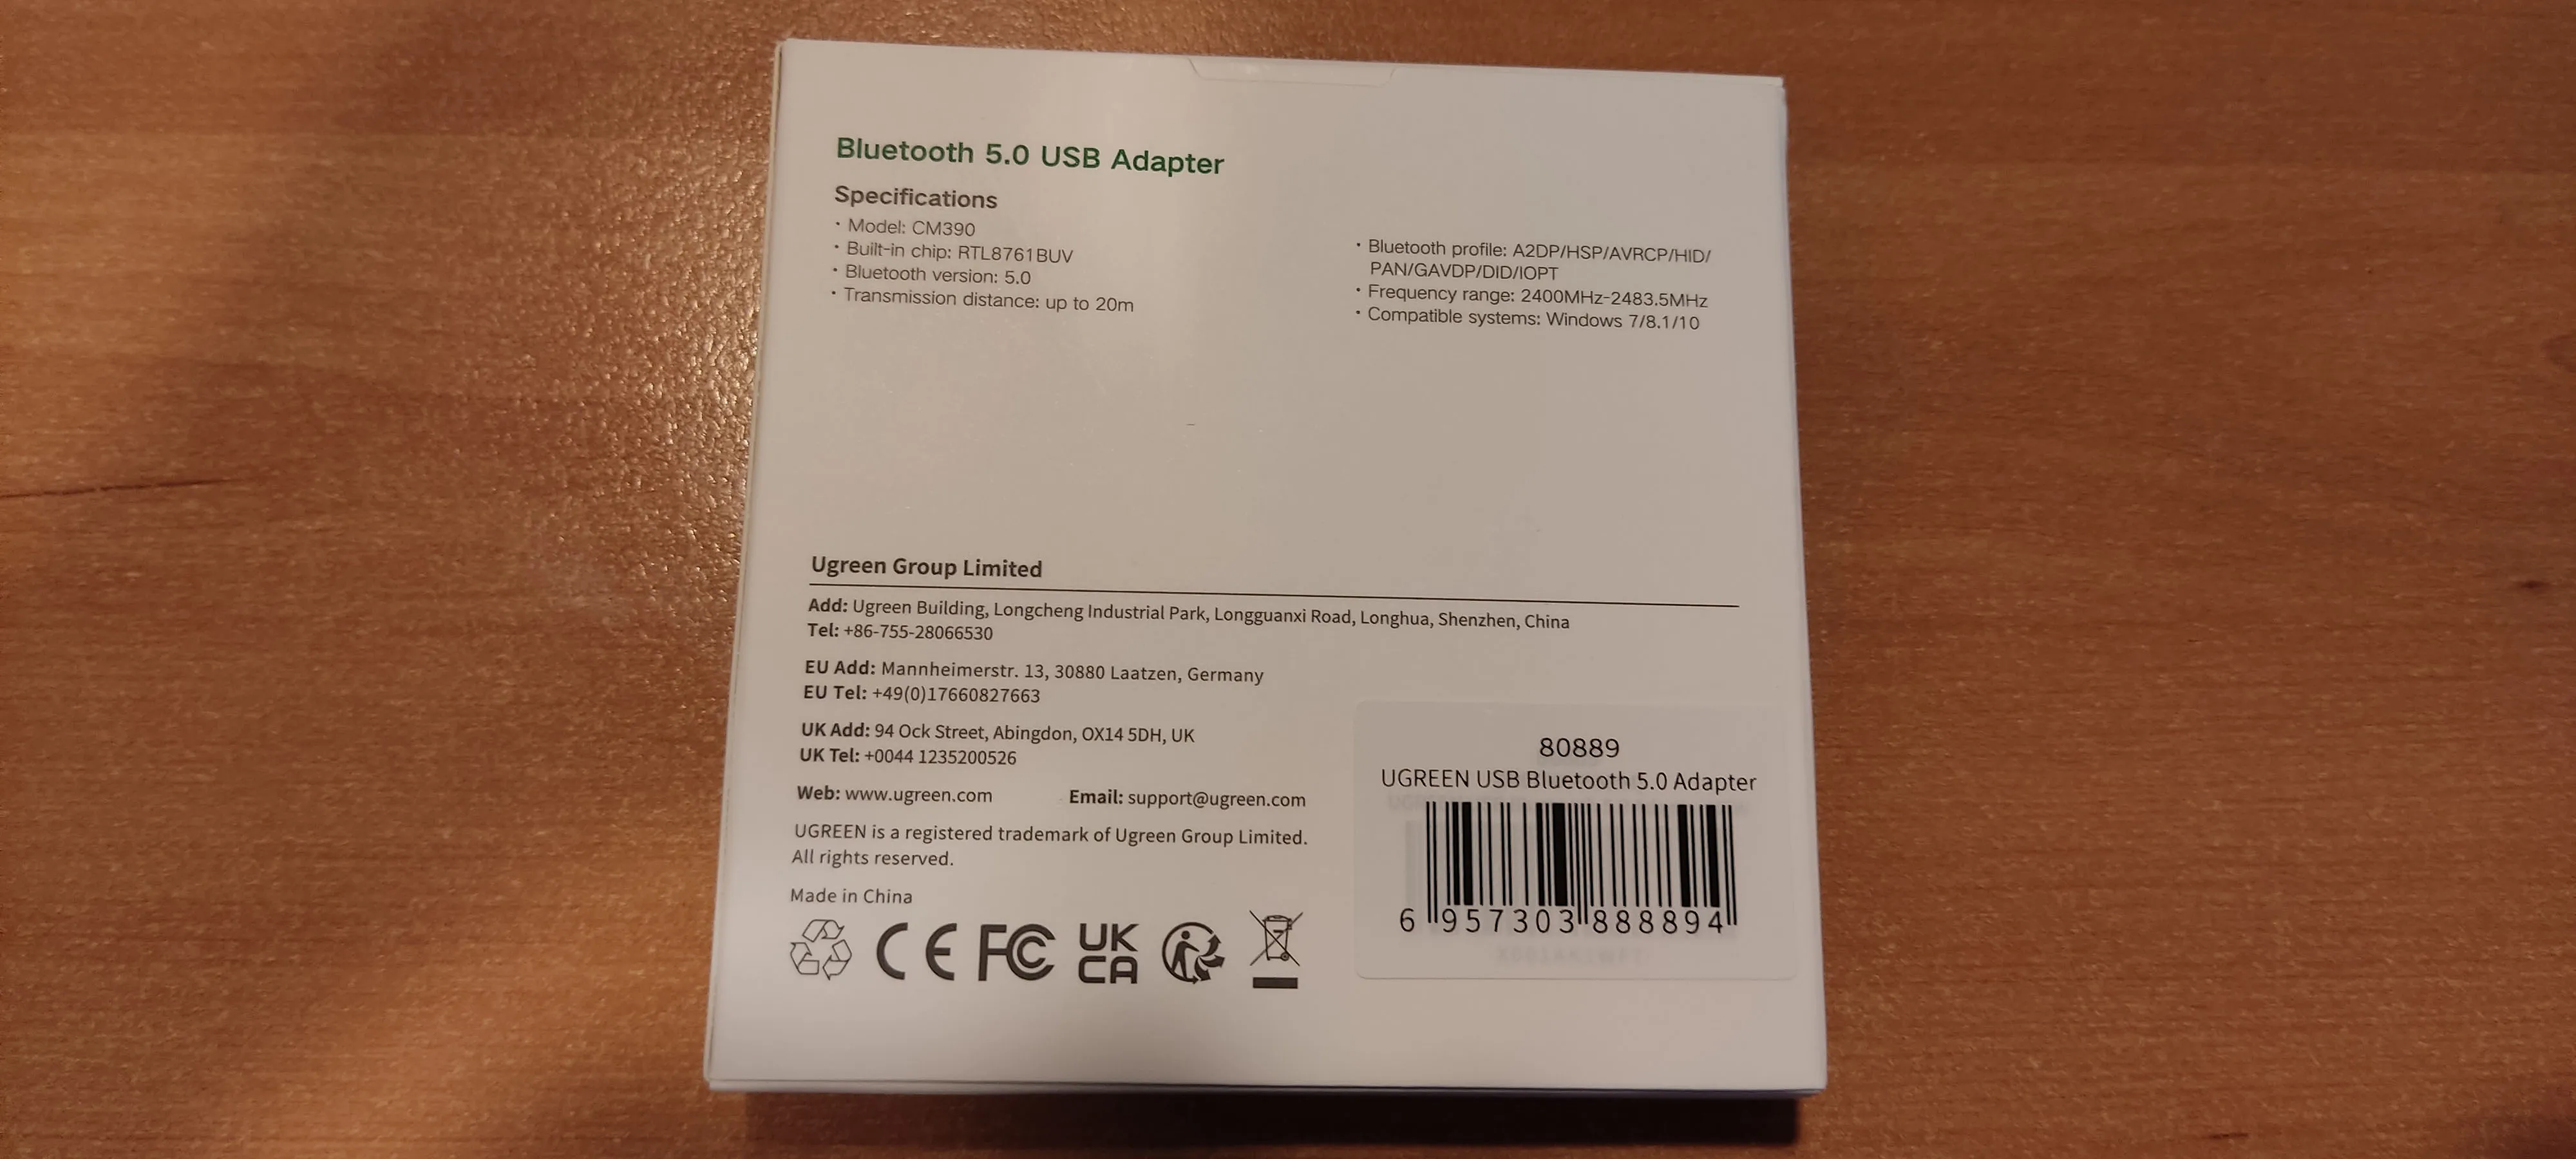 Bluetooth 5.0 USB Adapter
Specifications
· Model: CM390
· Built-in chip: RTL8761BUV
· Bluetooth version: 5.0
· Transmission distance: up to 20m
· Bluetooth profile: A2DP/HSP/AVRCP/HID/
PAN/GAVDP/DID/IOPT
· Frequency range: 2400MHz-2483.5MHz
· Compatible systems: Windows 7/8.1/10
Ugreen Group Limited
Add: Ugreen Building, Longcheng Industrial Park, Longguanxi Road, Longhua, Shenzhen, China
Tel: +86-755-28066530
EU Add: Mannheimerstr. 13, 30880 Laatzen, Germany
EU Tel: +49(0)17660827663
UK Add: 94 Ock Street, Abingdon, OX14 5DH, UK
UK Tel: +0044 1235200526
Web: www.ugreen.com Email: support@ugreen.com
UGREEN is a registered trademark of Ugreen Group Limited.
All rights reserved.
Made in China
CE FC UK
CA
80889
UGREEN USB Bluetooth 5.0 Adapter
6 957303 888894